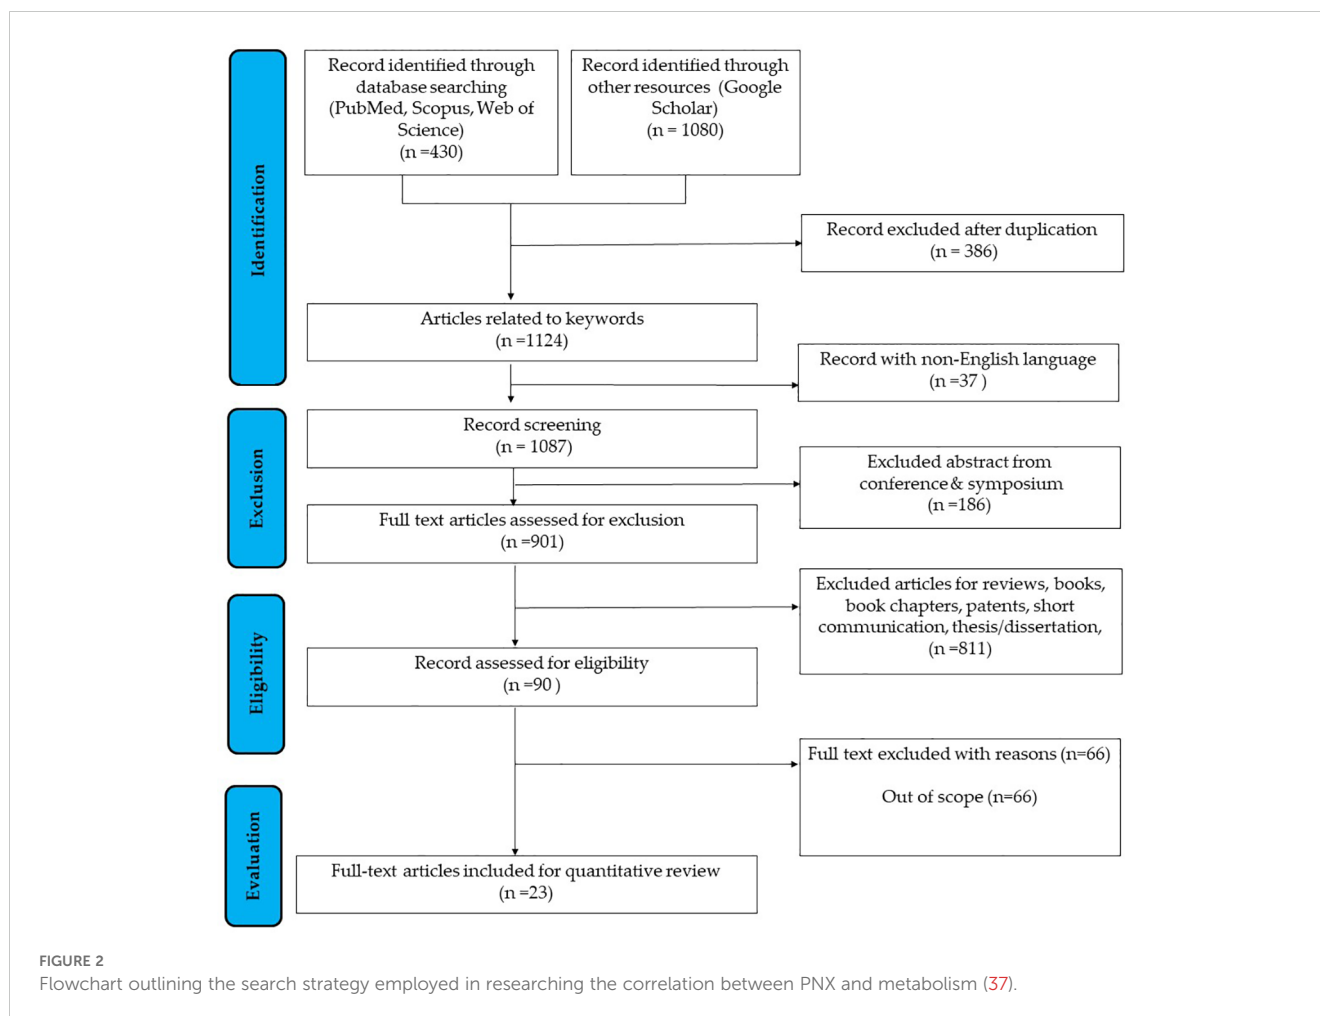 Identification
Record identified through
database searching
(PubMed, Scopus, Web of
Science)
(n =430)
Record identified through
other resources (Google
Scholar)
(n = 1080)
Record excluded after duplication
(n = 386)
Articles related to keywords
(n =1124)
Record with non-English language
(n =37 )
Exclusion
Record screening
(n = 1087)
Excluded abstract from
conference & symposium
(n =186)
Full text articles assessed for exclusion
(n =901)
Eligibility
Excluded articles for reviews, books,
book chapters, patents, short
communication, thesis/dissertation,
(n =811)
Record assessed for eligibility
(n =90 )
Full text excluded with reasons (n=66)
Out of scope (n=66)
Evaluation
Full-text articles included for quantitative review
(n =23)
FIGURE 2
Flowchart outlining the search strategy employed in researching the correlation between PNX and metabolism (37).